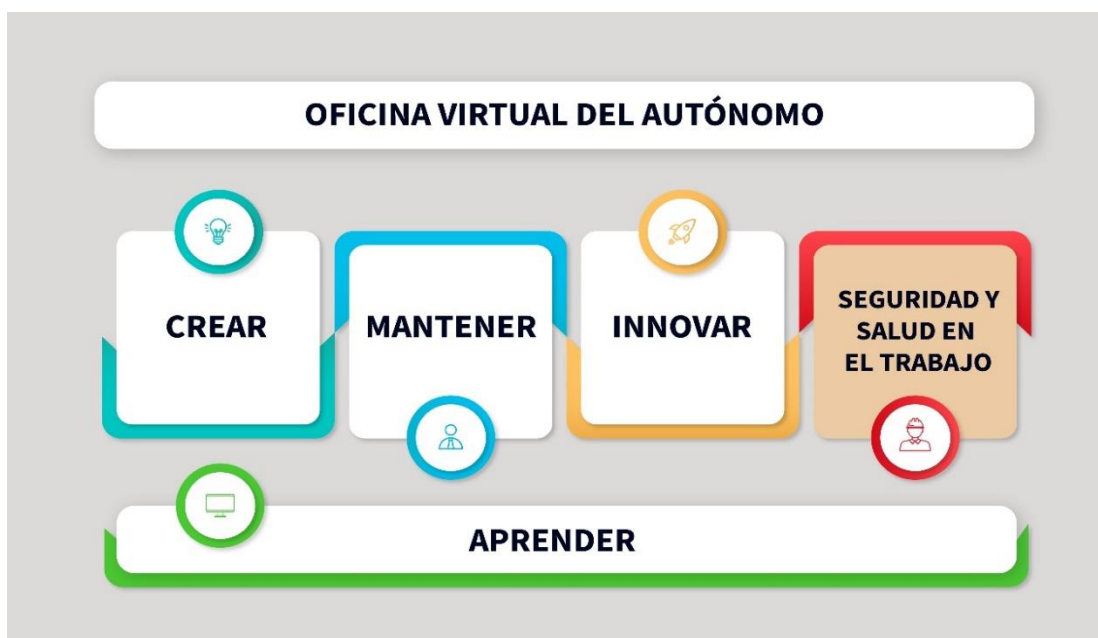 OFICINA VIRTUAL DEL AUTÓNOMO
CREAR
MANTENER
INNOVAR
SEGURIDAD Y
SALUD EN
EL TRABAJO
APRENDER